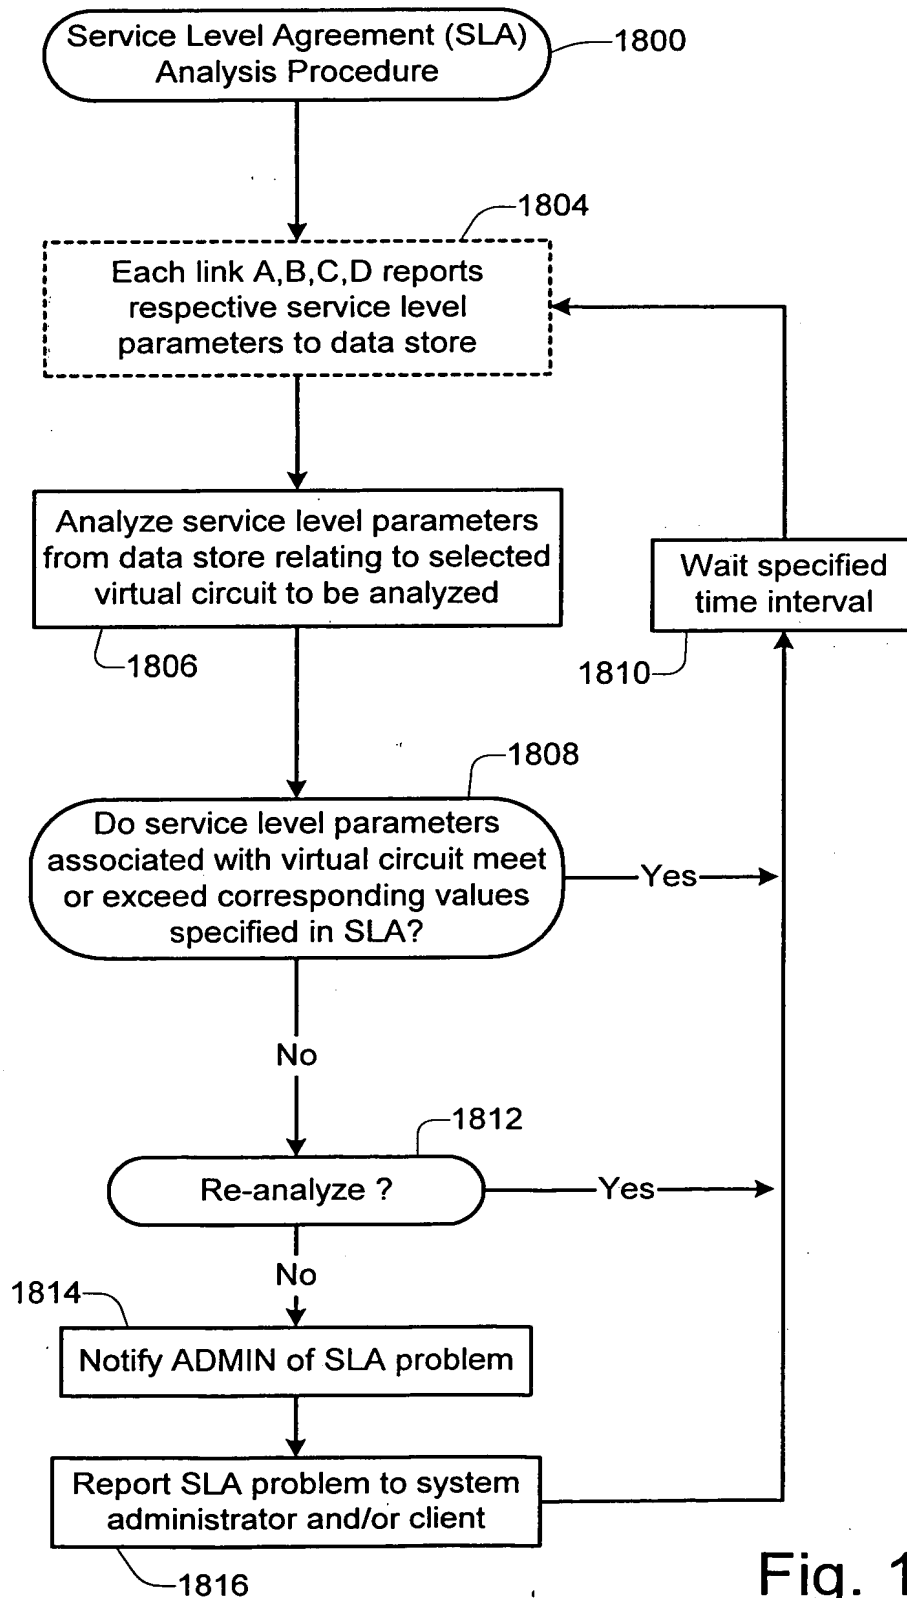 Service Level Agreement (SLA)
Analysis Procedure
1800
1804
Each link A,B,C,D reports
respective service level
parameters to data store
Analyze service level parameters
from data store relating to selected
virtual circuit to be analyzed
1806
Wait specified
time interval
1810
1808
Do service level parameters
associated with virtual circuit meet
or exceed corresponding values
specified in SLA?
Yes
No
1812
Re-analyze ?
Yes
No
1814
Notify ADMIN of SLA problem
Report SLA problem to system
administrator and/or client
1816
Fig. 1